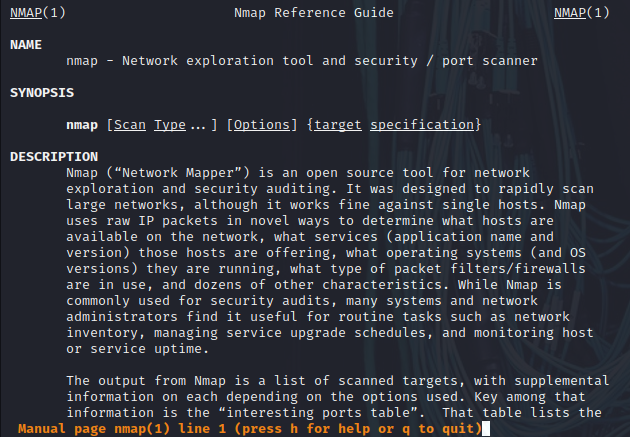 NMAP(1) Nmap Reference Guide NMAP(1)
NAME
nmap - Network exploration tool and security / port scanner
SYNOPSIS
nmap [Scan Type...] [Options] {target specification}
DESCRIPTION
Nmap (“Network Mapper”) is an open source tool for network
exploration and security auditing. It was designed to rapidly scan
large networks, although it works fine against single hosts. Nmap
uses raw IP packets in novel ways to determine what hosts are
available on the network, what services (application name and
version) those hosts are offering, what operating systems (and OS
versions) they are running, what type of packet filters/firewalls
are in use, and dozens of other characteristics. While Nmap is
commonly used for security audits, many systems and network
administrators find it useful for routine tasks such as network
inventory, managing service upgrade schedules, and monitoring host
or service uptime.
The output from Nmap is a list of scanned targets, with supplemental
information on each depending on the options used. Key among that
information is the “interesting ports table”. That table lists the
Manual page nmap(1) line 1 (press h for help or q to quit)